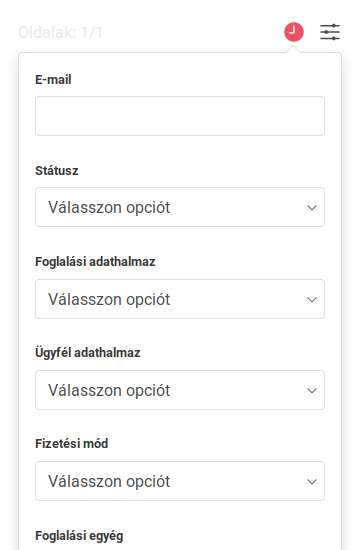 Oldalak: 1/1
E-mail
Státusz
Válasszon opciót
Foglalási adathalmaz
Válasszon opciót
Ügyfél adathalmaz
Válasszon opciót
Fizetési mód
Válasszon opciót
Foglalási egyég